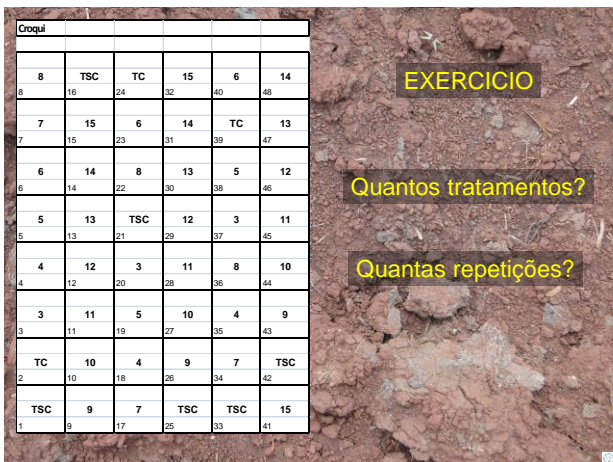 Croqui
8 TSC TC 15 6 14
8 16 24 32 40 48
7 15 6 14 TC 13
7 15 23 31 39 47
6 14 8 13 5 12
6 14 22 30 38 46
5 13 TSC 12 3 11
5 13 21 29 37 45
4 12 3 11 8 10
4 12 20 28 36 44
3 11 5 10 4 9
3 11 19 27 35 43
TC 10 4 9 7 TSC
2 10 18 26 34 42
TSC 9 7 TSC TSC 15
1 9 17 25 33 41
EXERCICIO
Quantos tratamentos?
Quantas repetições?